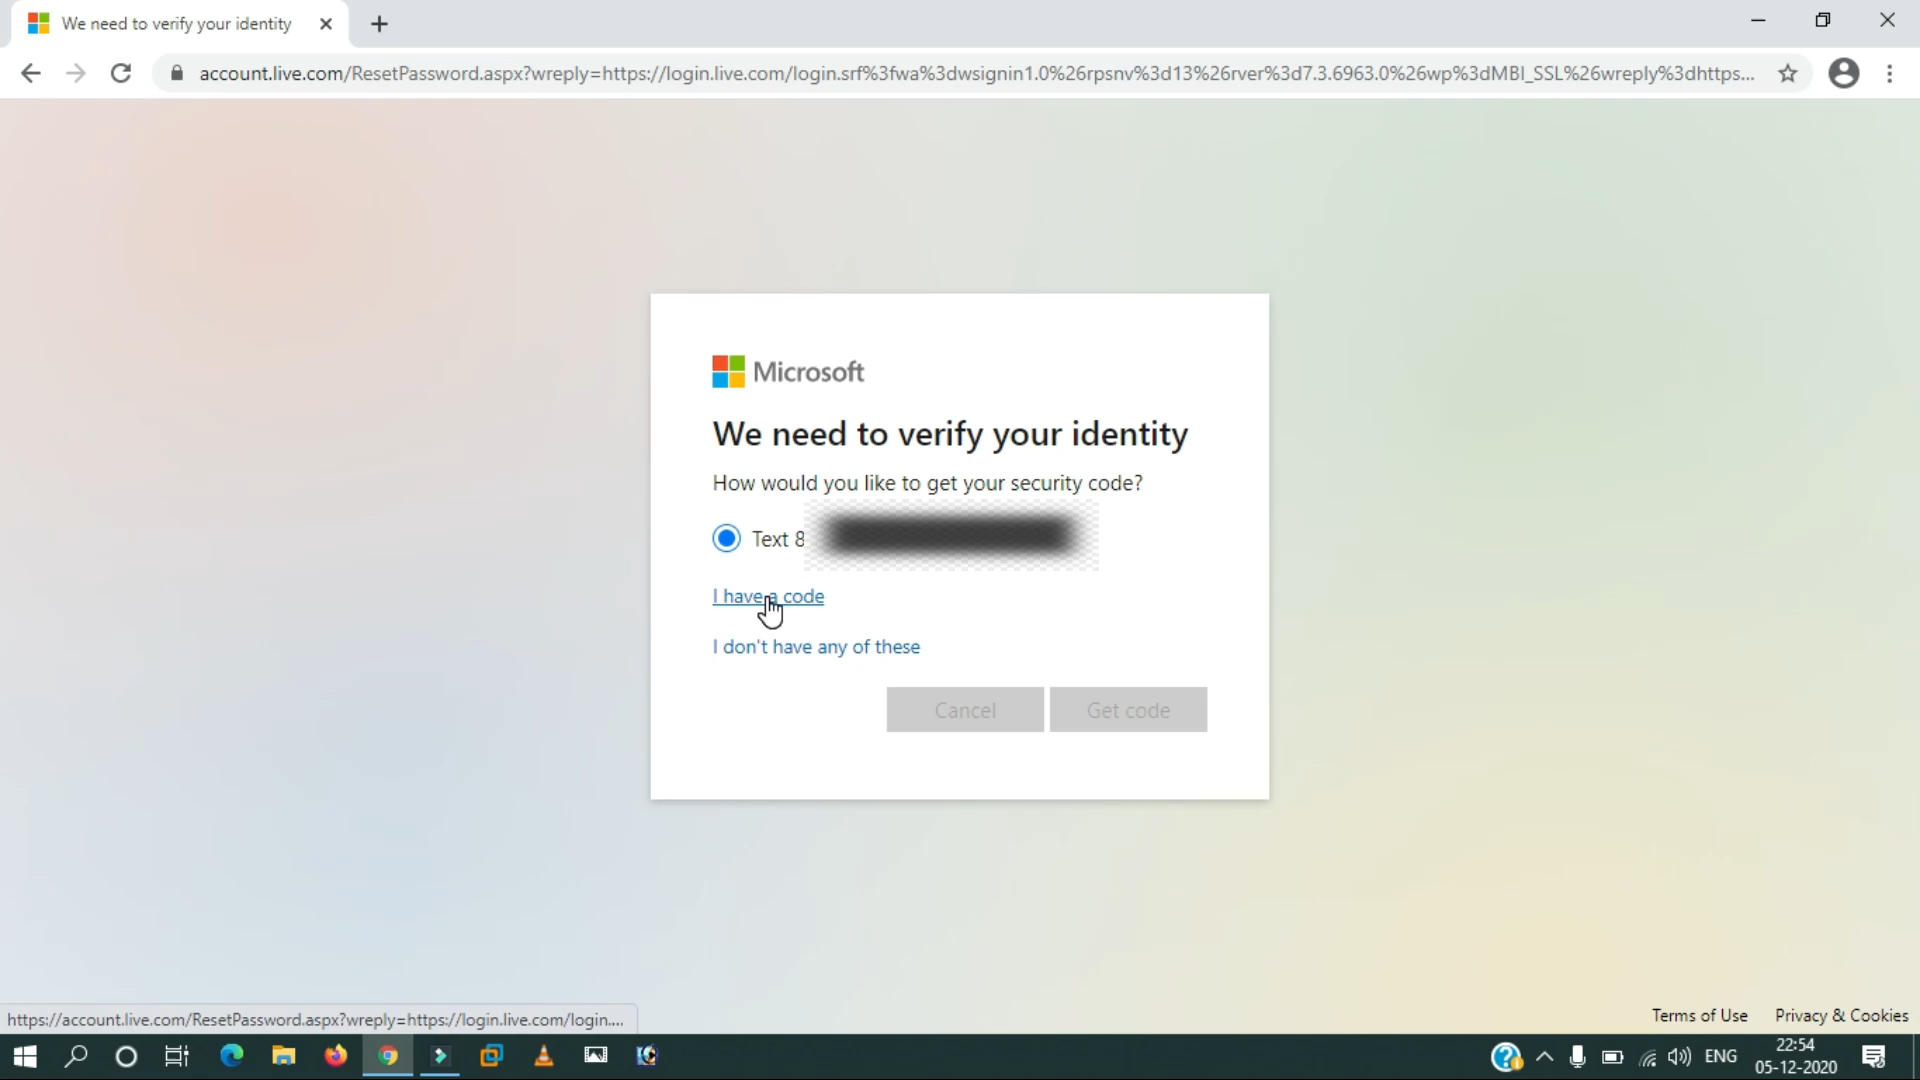 We need to verify your identity
account.live.com/ResetPassword.aspx?wreply=https://login.live.com/login.srf%3fwa%3dwsignin1.0%26rpsnv%3d13%26rver%3d7.3.6963.0%26wp%3dMBI_SSL%26wreply%3dhttps...
Microsoft
We need to verify your identity
How would you like to get your security code?
Text 8
I have a code
I don't have any of these
Cancel Get code
https://account.live.com/ResetPassword.aspx?wreply=https://login.live.com/login....
Terms of Use Privacy & Cookies
ENG
22:54
05-12-2020